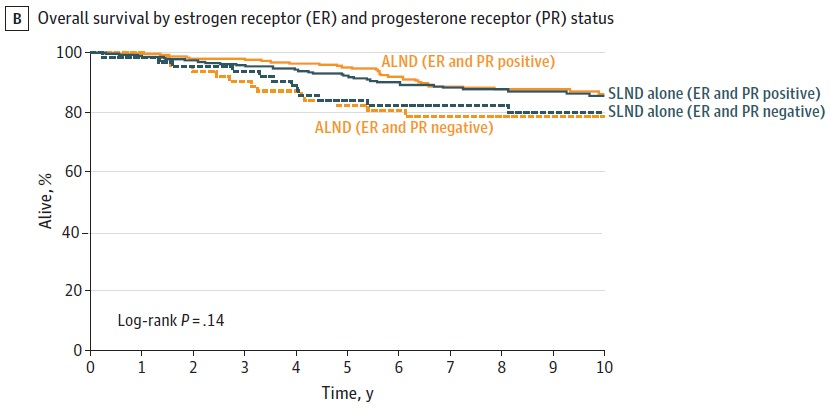 B Overall survival by estrogen receptor (ER) and progesterone receptor (PR) status
100
80
60
40
20
0
Alive, %
ALND (ER and PR positive)
SLND alone (ER and PR positive)
SLND alone (ER and PR negative)
ALND (ER and PR negative)
Log-rank P = .14
0 1 2 3 4 5 6 7 8 9 10
Time, y